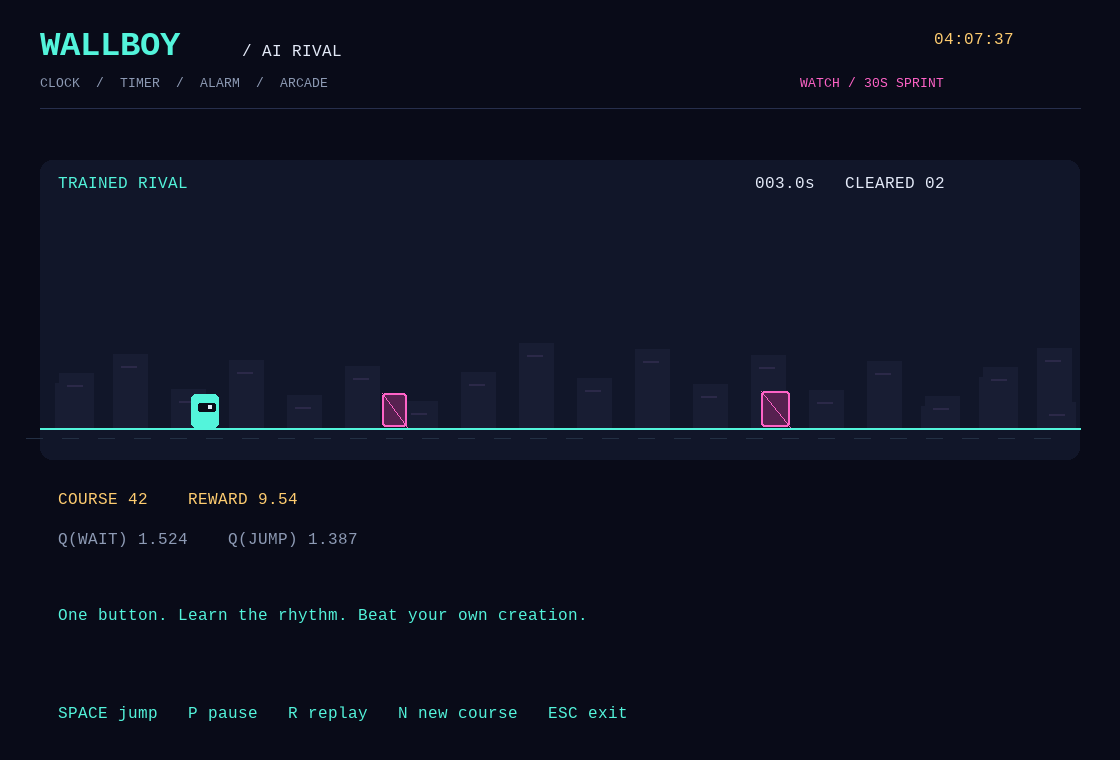 WALLBOY / AI RIVAL 04:07:37
CLOCK / TIMER / ALARM / ARCADE WATCH / 30S SPRINT
TRAINED RIVAL 003.0s CLEARED 02
COURSE 42 REWARD 9.54
Q(WAIT) 1.524 Q(JUMP) 1.387
One button. Learn the rhythm. Beat your own creation.
SPACE jump P pause R replay N new course ESC exit